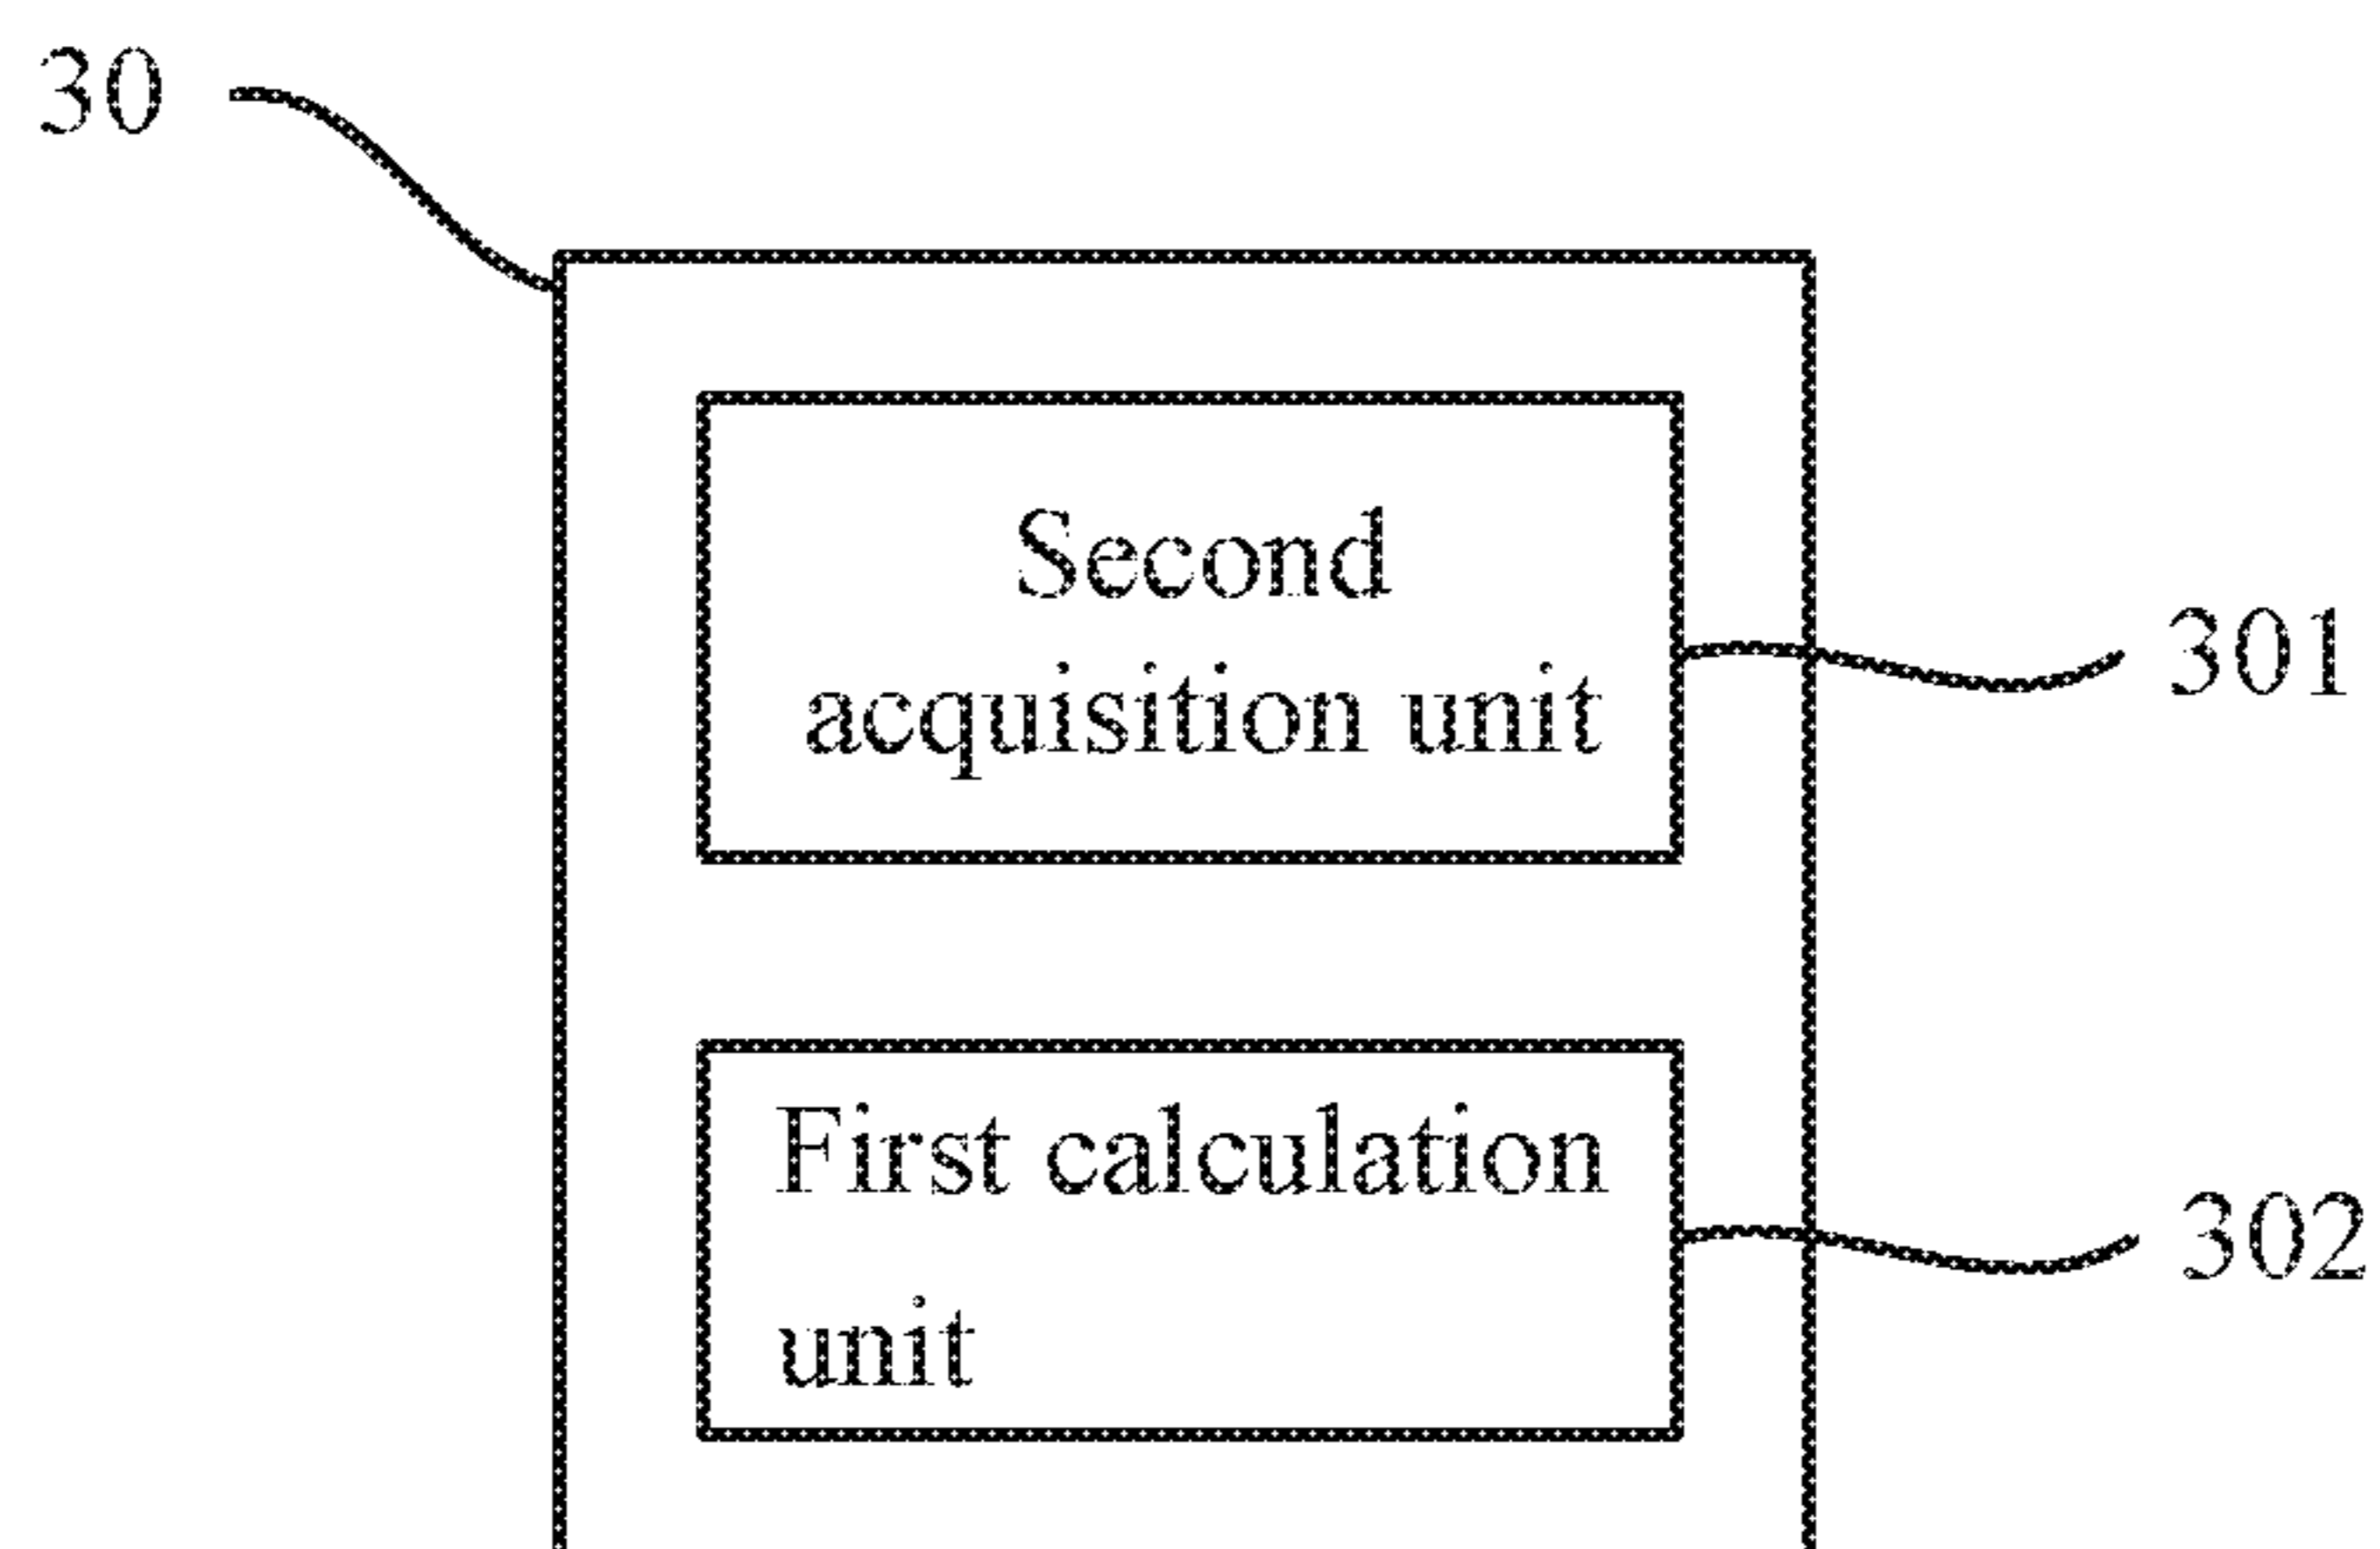 30
Second
acquisition unit
301
First calculation
unit
302